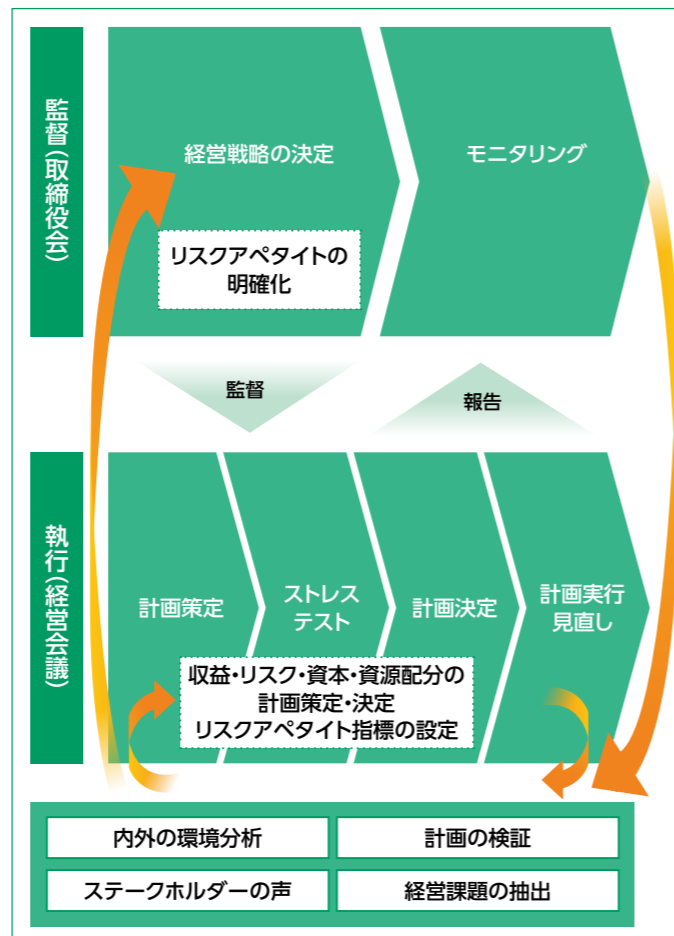 監督(取締役会)
経営戦略の決定
モニタリング
リスクアペタイトの
明確化
監督
報告
執行(経営会議)
計画策定
ストレス
テスト
計画決定
計画実行
見直し
収益・リスク・資本・資源配分の
計画策定・決定
リスクアペタイト指標の設定
内外の環境分析
計画の検証
ステークホルダーの声
経営課題の抽出